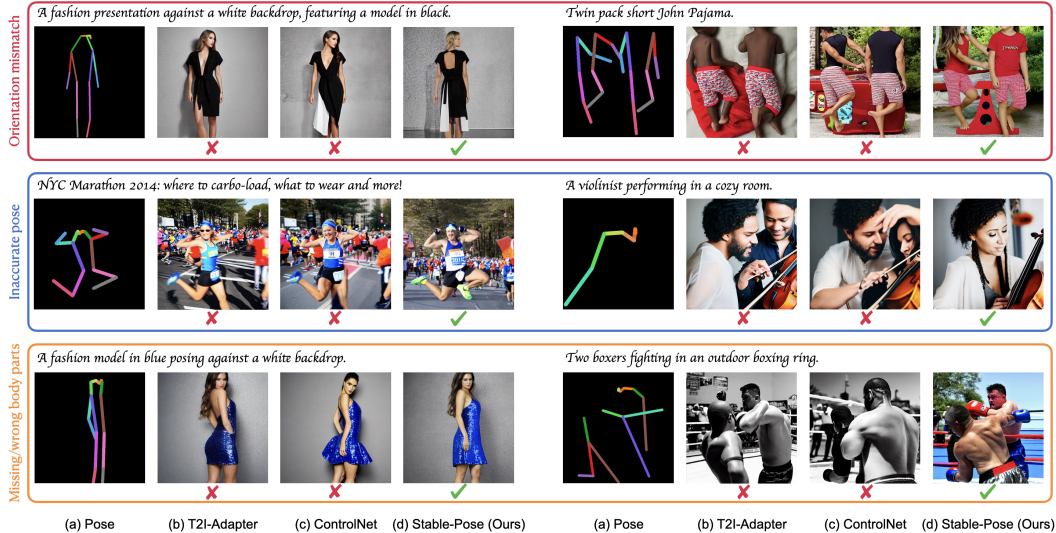 Orientation mismatch
A fashion presentation against a white backdrop, featuring a model in black.
Twin pack short John Pajama.
Inaccurate pose
NYC Marathon 2014: where to carbo-load, what to wear and more!
A violinist performing in a cozy room.
Missing/wrong body parts
A fashion model in blue posing against a white backdrop.
Two boxers fighting in an outdoor boxing ring.
(a) Pose
(b) T2I-Adapter
(c) ControlNet
(d) Stable-Pose (Ours)
(a) Pose
(b) T2I-Adapter
(c) ControlNet
(d) Stable-Pose (Ours)